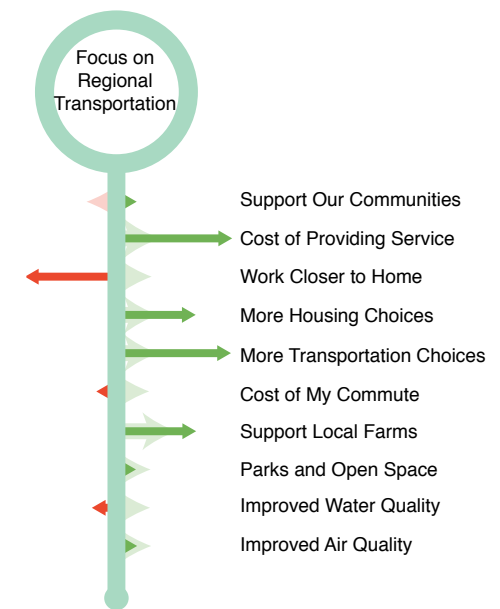 Focus on
Regional
Transportation
Support Our Communities
Cost of Providing Service
Work Closer to Home
More Housing Choices
More Transportation Choices
Cost of My Commute
Support Local Farms
Parks and Open Space
Improved Water Quality
Improved Air Quality